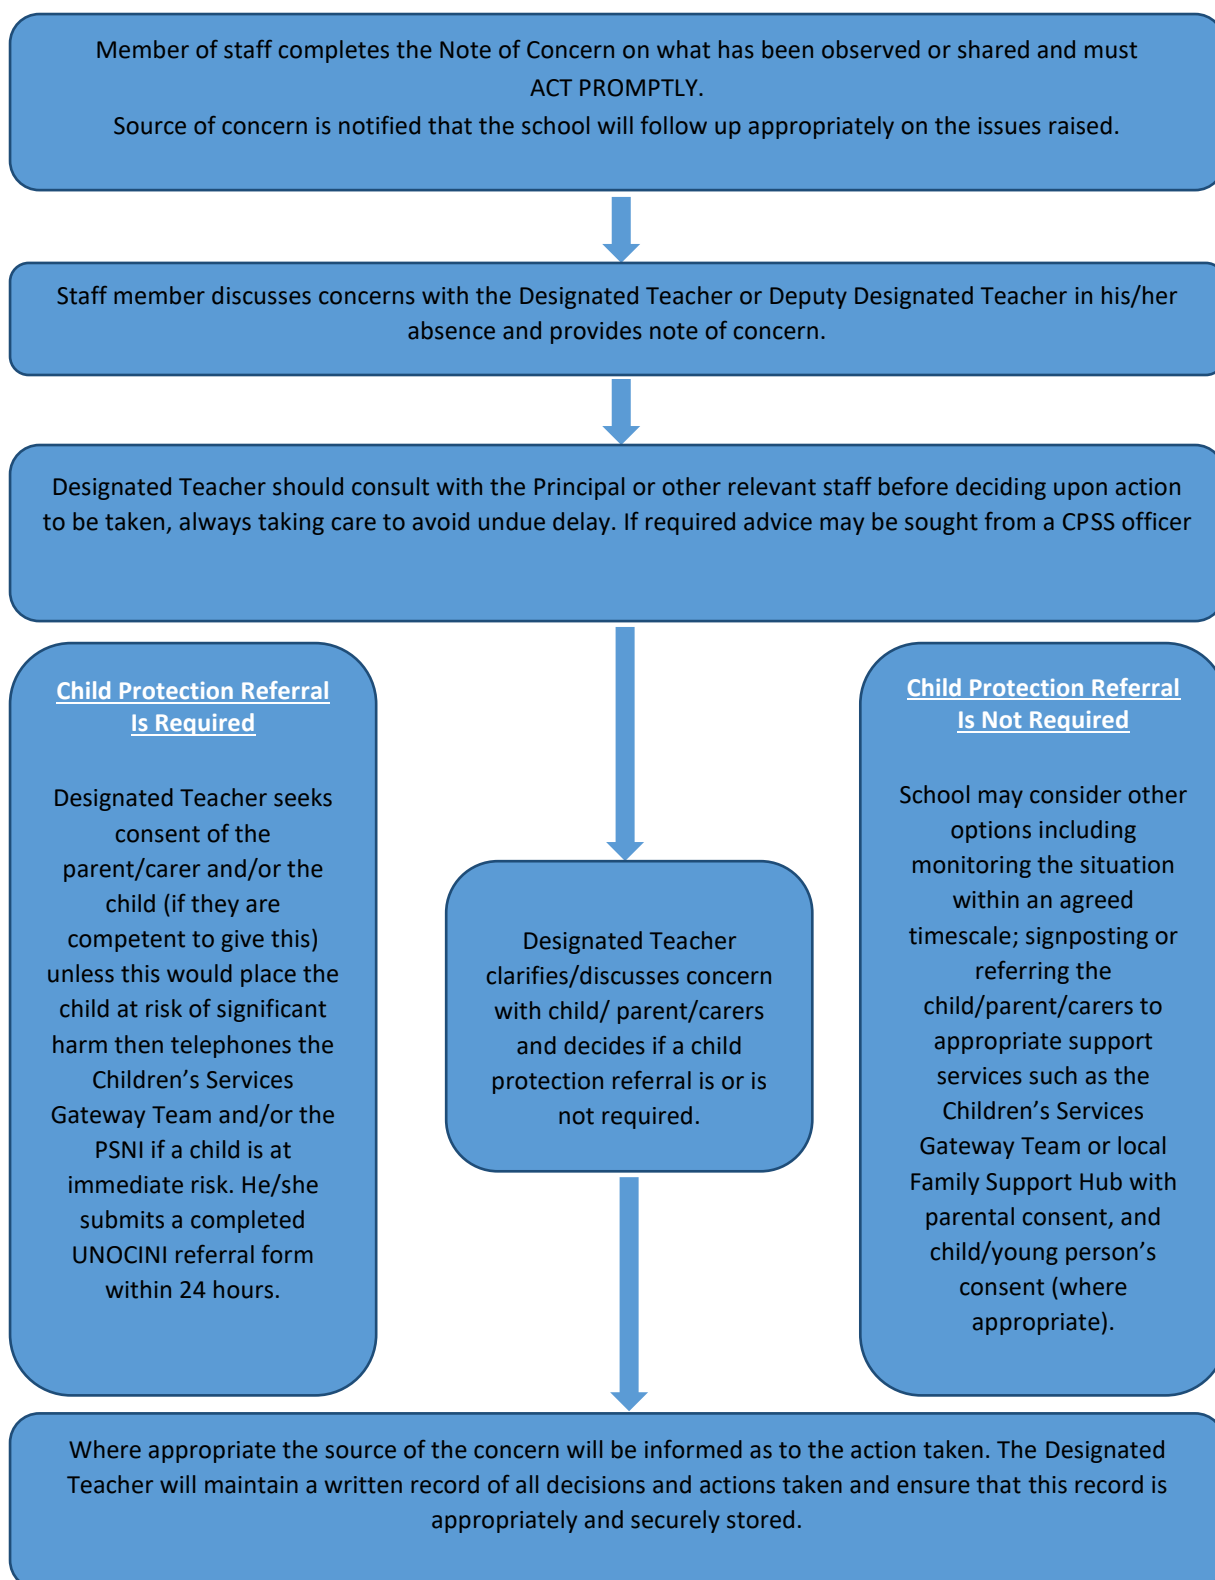 Member of staff completes the Note of Concern on what has been observed or shared and must
ACT PROMPTLY.
Source of concern is notified that the school will follow up appropriately on the issues raised.
Staff member discusses concerns with the Designated Teacher or Deputy Designated Teacher in his/her
absence and provides note of concern.
Designated Teacher should consult with the Principal or other relevant staff before deciding upon action
to be taken, always taking care to avoid undue delay. If required advice may be sought from a CPSS officer
Child Protection Referral
Is Required
Designated Teacher seeks
consent of the
parent/carer and/or the
child (if they are
competent to give this)
unless this would place the
child at risk of significant
harm then telephones the
Children’s Services
Gateway Team and/or the
PSNI if a child is at
immediate risk. He/she
submits a completed
UNOCINI referral form
within 24 hours.
Designated Teacher
clarifies/discusses concern
with child/ parent/carers
and decides if a child
protection referral is or is
not required.
Child Protection Referral
Is Not Required
School may consider other
options including
monitoring the situation
within an agreed
timescale; signposting or
referring the
child/parent/carers to
appropriate support
services such as the
Children’s Services
Gateway Team or local
Family Support Hub with
parental consent, and
child/young person’s
consent (where
appropriate).
Where appropriate the source of the concern will be informed as to the action taken. The Designated
Teacher will maintain a written record of all decisions and actions taken and ensure that this record is
appropriately and securely stored.